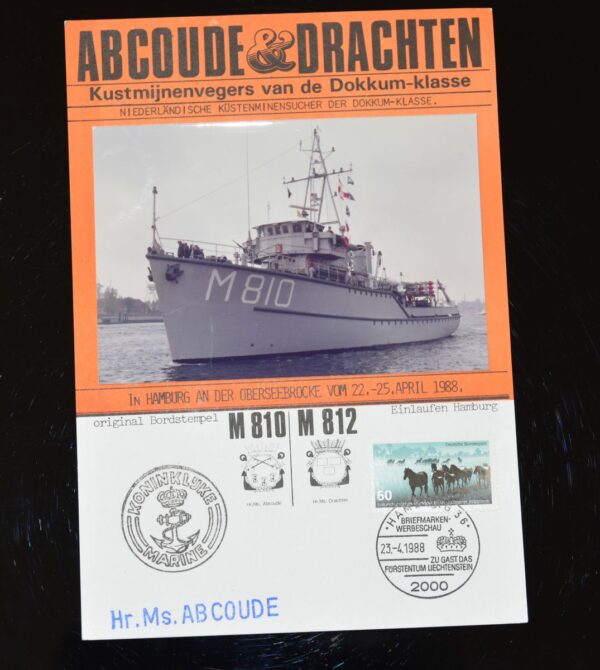 ABCOUDE & DRACHTEN
Kustmijnenvegers van de Dokkum-klasse
NIEDERLÄNDISCHE KÜSTENMINENSUCHER DER DOKKUM-KLASSE.
M 810
IN HAMBURG AN DER OBERSEEBRÜCKE VOM 22.-25.APRIL 1988.
original Bordstempel
M 810
M 812
Einlaufen Hamburg
Hr.Ms. Abcoude
Hr.Ms. Drachten
Deutsche Bundespost
60
KONINKLIJKE
MARINE
HAMBURG 36
BRIEFMARKEN-
WERBESCHAU
23.-4.1988
ZU GAST DAS
FÜRSTENTUM LIECHTENSTEIN
2000
Hr.Ms. ABCOUDE